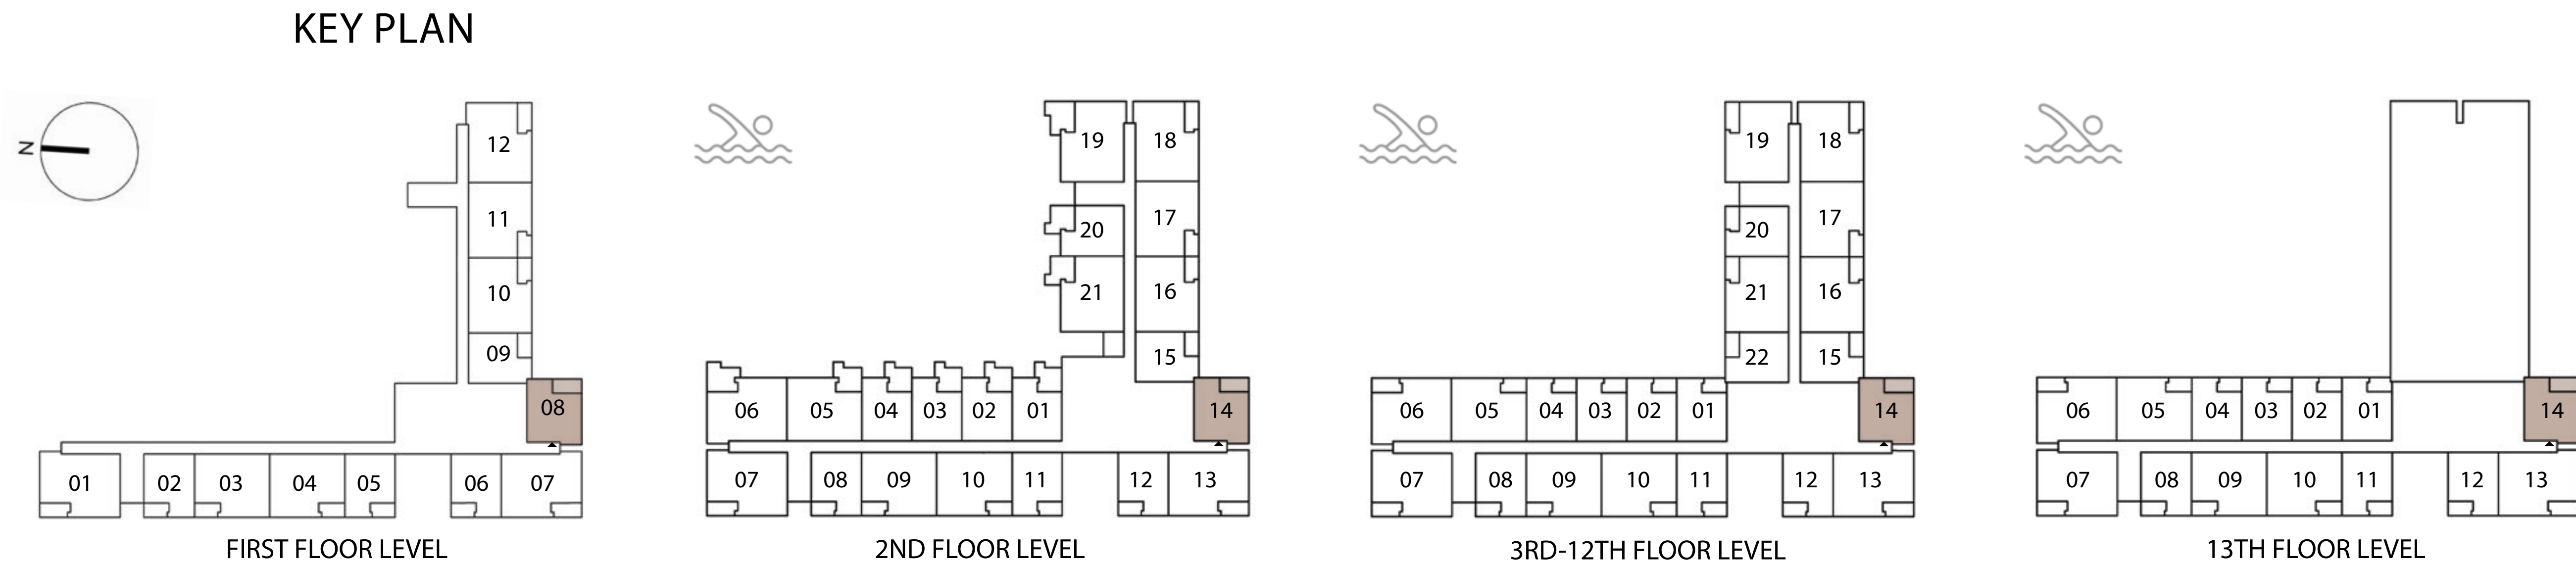 KEY PLAN
N
12
11
10
09
08
01 02 03 04 05 06 07
FIRST FLOOR LEVEL
19 18
17
20
21 16
15
06 05 04 03 02 01 14
07 08 09 10 11 12 13
2ND FLOOR LEVEL
19 18
17
20
21 16
22 15
06 05 04 03 02 01 14
07 08 09 10 11 12 13
3RD-12TH FLOOR LEVEL
06 05 04 03 02 01 14
07 08 09 10 11 12 13
13TH FLOOR LEVEL